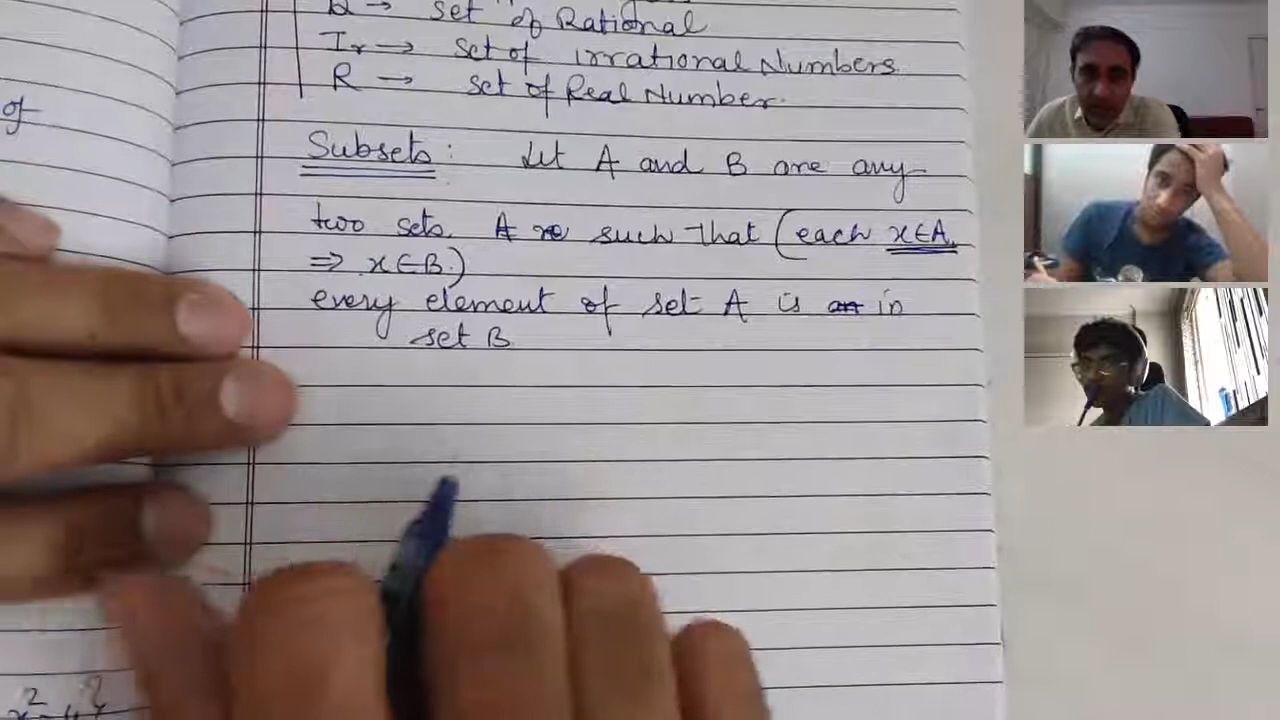 Q → set of Rational
Ir → set of irrational Numbers.
R → set of Real Number.
of
Subsets : Let A and B are any
two sets. A such that (each x∈A,
⇒ x∈B.)
every element of set A is in
set B